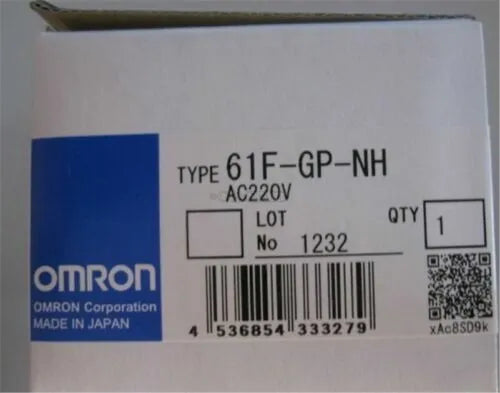 TYPE 61F-GP-NH
AC220V
LOT
No 1232
QTY 1
OMRON
OMRON Corporation
MADE IN JAPAN
4 536854 333279
xAc8SD9k